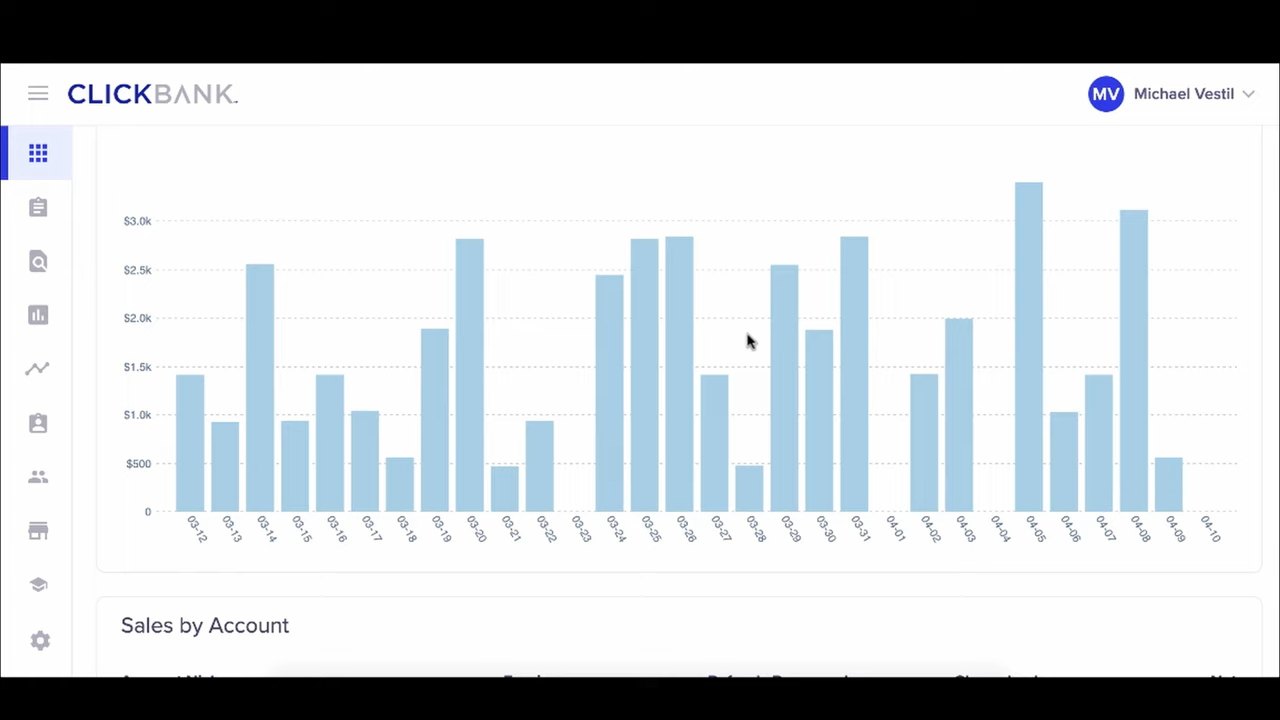 CLICKBANK
MV Michael Vestil
$3.0k
$2.5k
$2.0k
$1.5k
$1.0k
$500
0
03-12 03-13 03-14 03-15 03-16 03-17 03-18 03-19 03-20 03-21 03-22 03-23 03-24 03-25 03-26 03-27 03-28 03-29 03-30 03-31 04-01 04-02 04-03 04-04 04-05 04-06 04-07 04-08 04-09 04-10
Sales by Account